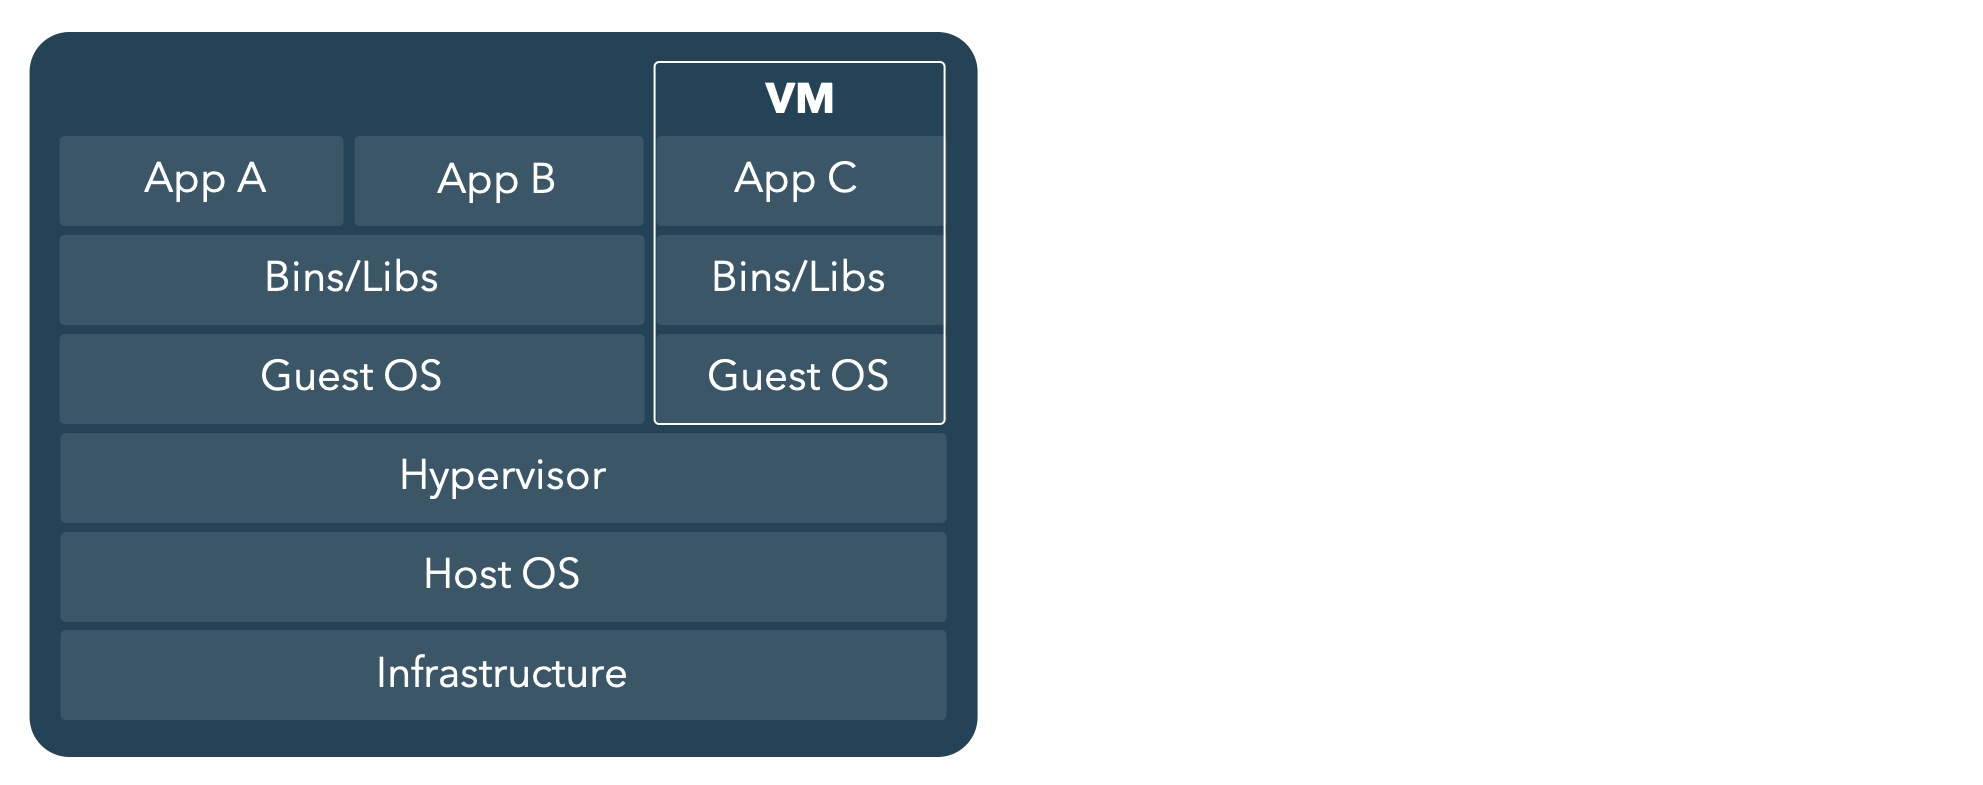 VM
App A
App B
App C
Bins/Libs
Bins/Libs
Guest OS
Guest OS
Hypervisor
Host OS
Infrastructure